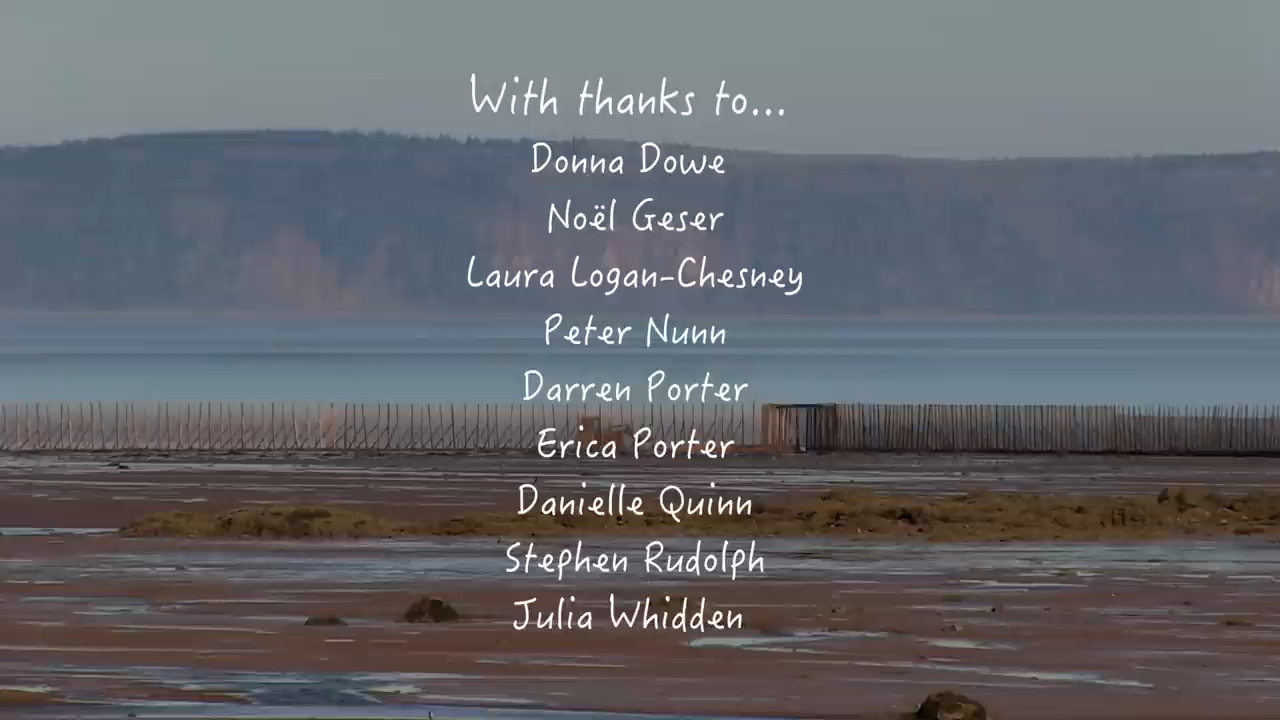 With thanks to...
Donna Dowe
Noël Geser
Laura Logan-Chesney
Peter Nunn
Darren Porter
Erica Porter
Danielle Quinn
Stephen Rudolph
Julia Whidden